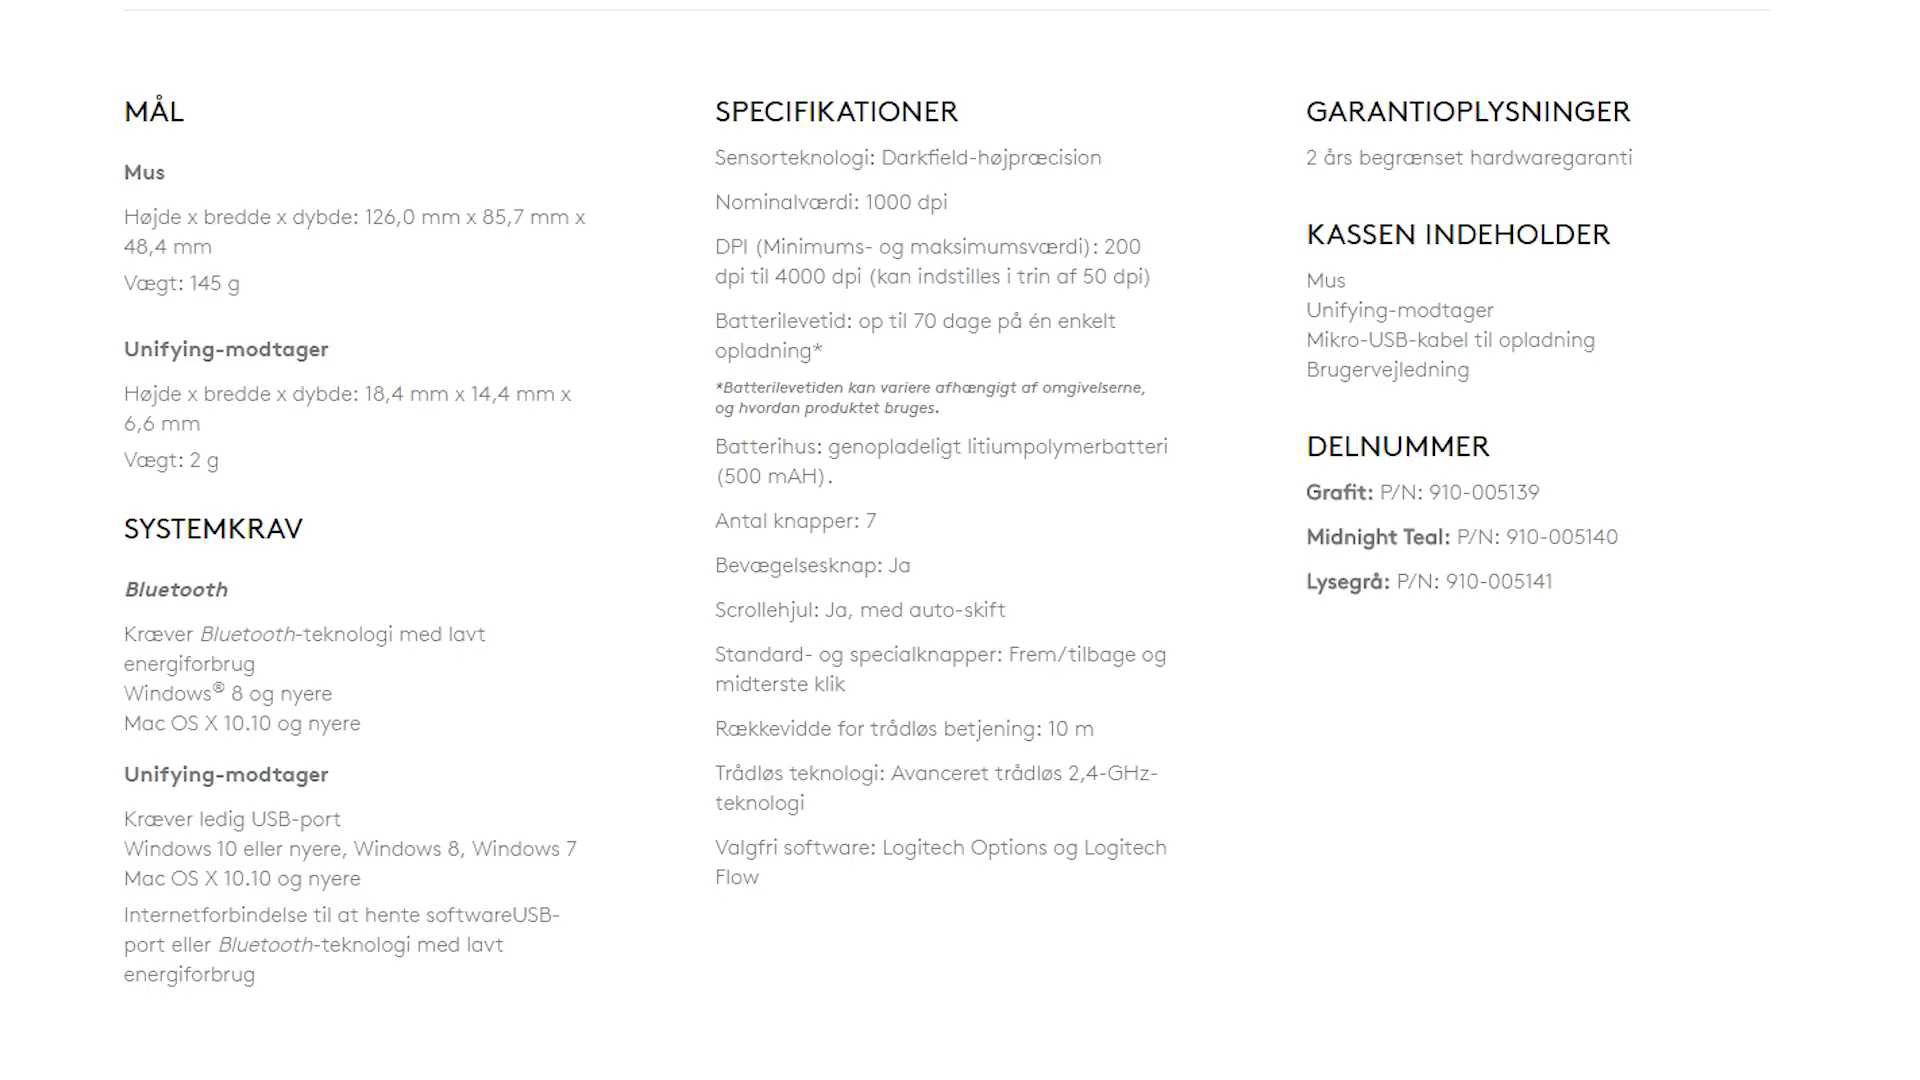 MÅL
Mus
Højde x bredde x dybde: 126,0 mm x 85,7 mm x
48,4 mm
Vægt: 145 g
Unifying-modtager
Højde x bredde x dybde: 18,4 mm x 14,4 mm x
6,6 mm
Vægt: 2 g
SYSTEMKRAV
Bluetooth
Kræver Bluetooth-teknologi med lavt
energiforbrug
Windows® 8 og nyere
Mac OS X 10.10 og nyere
Unifying-modtager
Kræver ledig USB-port
Windows 10 eller nyere, Windows 8, Windows 7
Mac OS X 10.10 og nyere
Internetforbindelse til at hente softwareUSB-
port eller Bluetooth-teknologi med lavt
energiforbrug
SPECIFIKATIONER
Sensorteknologi: Darkfield-højpræcision
Nominalværdi: 1000 dpi
DPI (Minimums- og maksimumsværdi): 200
dpi til 4000 dpi (kan indstilles i trin af 50 dpi)
Batterilevetid: op til 70 dage på én enkelt
opladning*
*Batterilevetiden kan variere afhængigt af omgivelserne,
og hvordan produktet bruges.
Batterihus: genopladeligt litiumpolymerbatteri
(500 mAH).
Antal knapper: 7
Bevægelsesknap: Ja
Scrollehjul: Ja, med auto-skift
Standard- og specialknapper: Frem/tilbage og
midterste klik
Rækkevidde for trådløs betjening: 10 m
Trådløs teknologi: Avanceret trådløs 2,4-GHz-
teknologi
Valgfri software: Logitech Options og Logitech
Flow
GARANTIOPLYSNINGER
2 års begrænset hardwaregaranti
KASSEN INDEHOLDER
Mus
Unifying-modtager
Mikro-USB-kabel til opladning
Brugervejledning
DELNUMMER
Grafit: P/N: 910-005139
Midnight Teal: P/N: 910-005140
Lysegrå: P/N: 910-005141